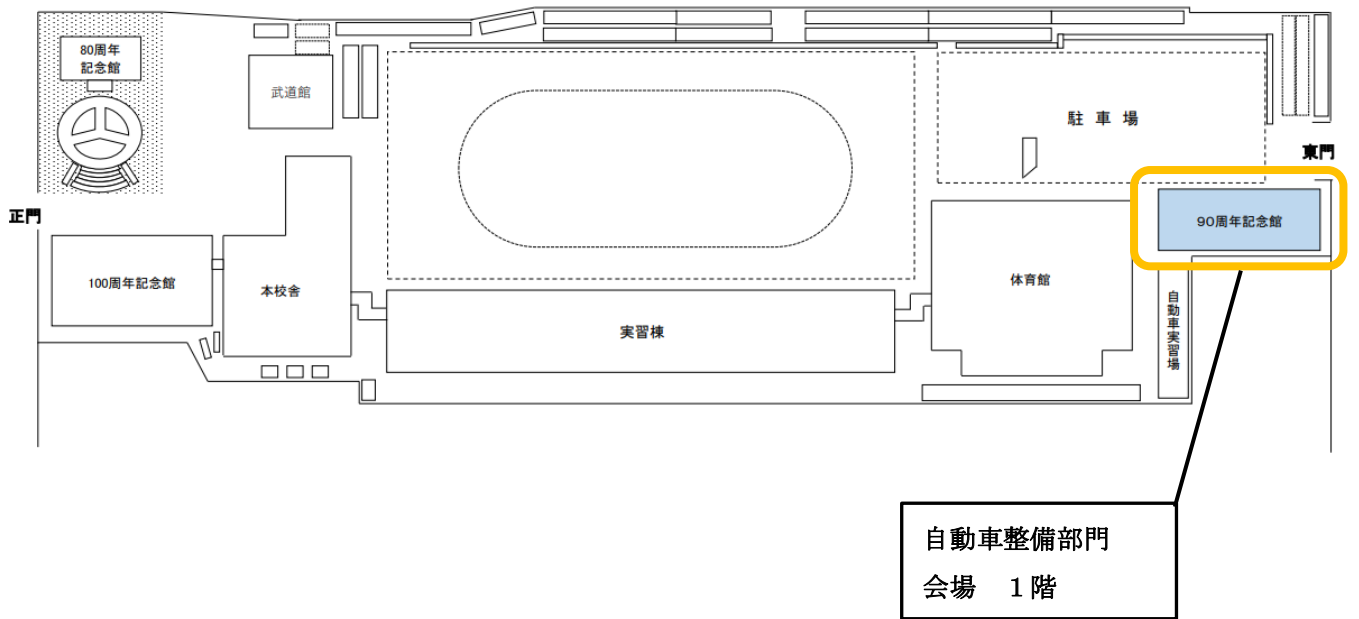 80周年
記念館
武道館
駐 車 場
東門
正門
90周年記念館
100周年記念館
本校舎
体育館
実習棟
自動車実習場
自動車整備部門
会場　１階